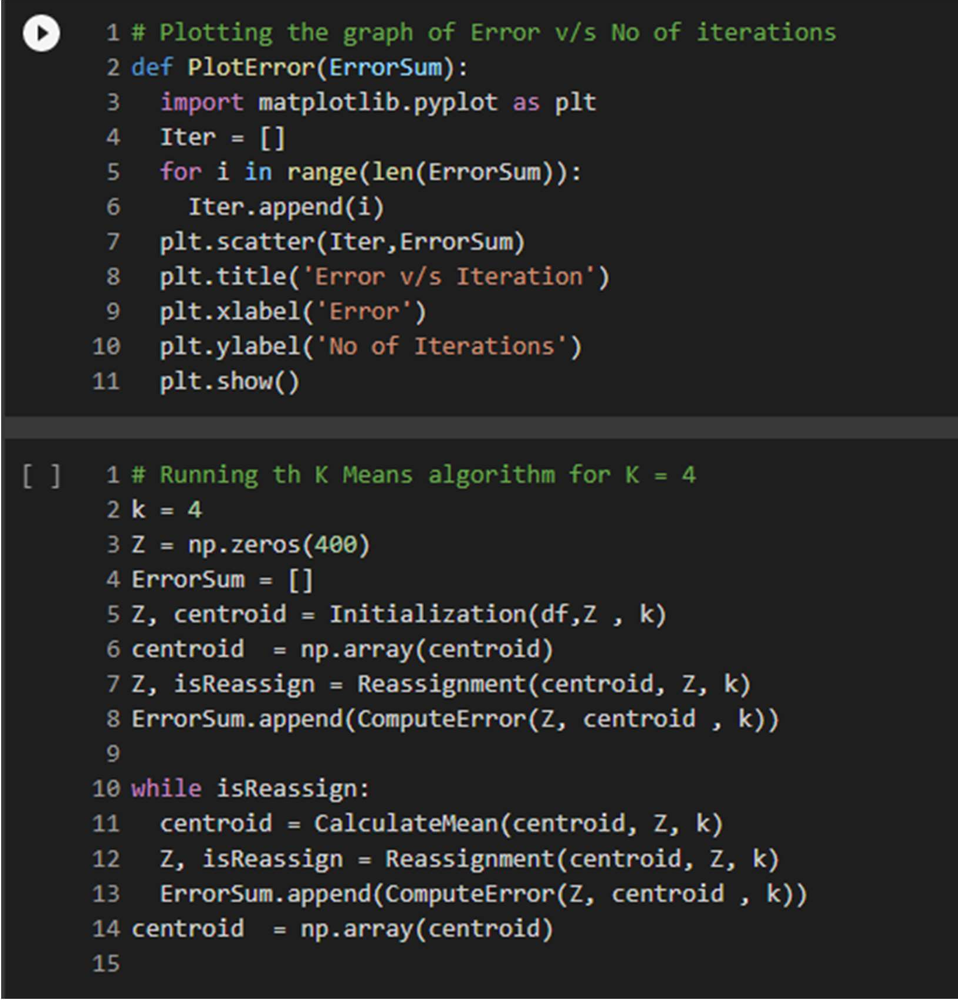 1 # Plotting the graph of Error v/s No of iterations
2 def PlotError(ErrorSum):
3   import matplotlib.pyplot as plt
4   Iter = []
5   for i in range(len(ErrorSum)):
6     Iter.append(i)
7   plt.scatter(Iter,ErrorSum)
8   plt.title('Error v/s Iteration')
9   plt.xlabel('Error')
10   plt.ylabel('No of Iterations')
11   plt.show()
[ ] 1 # Running th K Means algorithm for K = 4
2 k = 4
3 Z = np.zeros(400)
4 ErrorSum = []
5 Z, centroid = Initialization(df,Z , k)
6 centroid  = np.array(centroid)
7 Z, isReassign = Reassignment(centroid, Z, k)
8 ErrorSum.append(ComputeError(Z, centroid , k))
9
10 while isReassign:
11   centroid = CalculateMean(centroid, Z, k)
12   Z, isReassign = Reassignment(centroid, Z, k)
13   ErrorSum.append(ComputeError(Z, centroid , k))
14 centroid  = np.array(centroid)
15